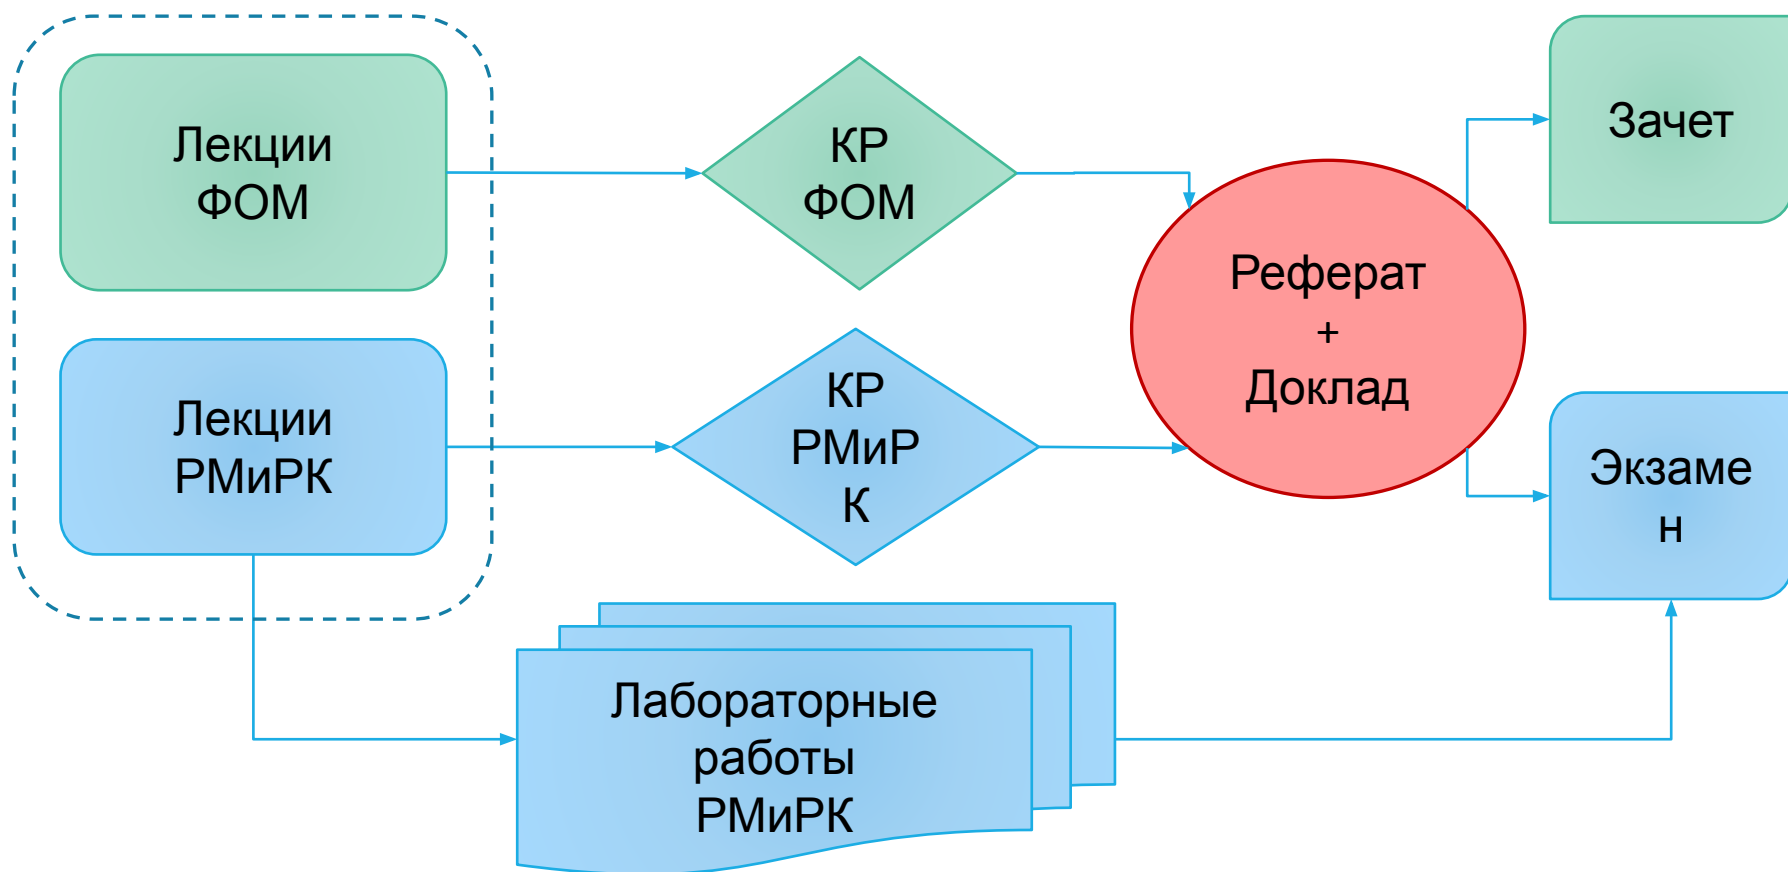 Лекции
ФОМ
КР
ФОМ
Зачет
Реферат
+
Доклад
Лекции
РМиРК
КР
РМиР
К
Экзаме
н
Лабораторные
работы
РМиРК